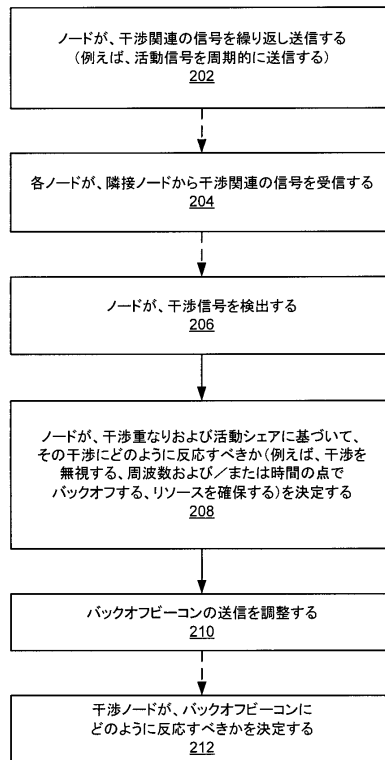 ノードが、干渉関連の信号を繰り返し送信する
(例えば、活動信号を周期的に送信する)
202
各ノードが、隣接ノードから干渉関連の信号を受信する
204
ノードが、干渉信号を検出する
206
ノードが、干渉重なりおよび活動シェアに基づいて、
その干渉にどのように反応すべきか(例えば、干渉を
無視する、周波数および/または時間の点で
バックオフする、リソースを確保する)を決定する
208
バックオフビーコンの送信を調整する
210
干渉ノードが、バックオフビーコンに
どのように反応すべきかを決定する
212